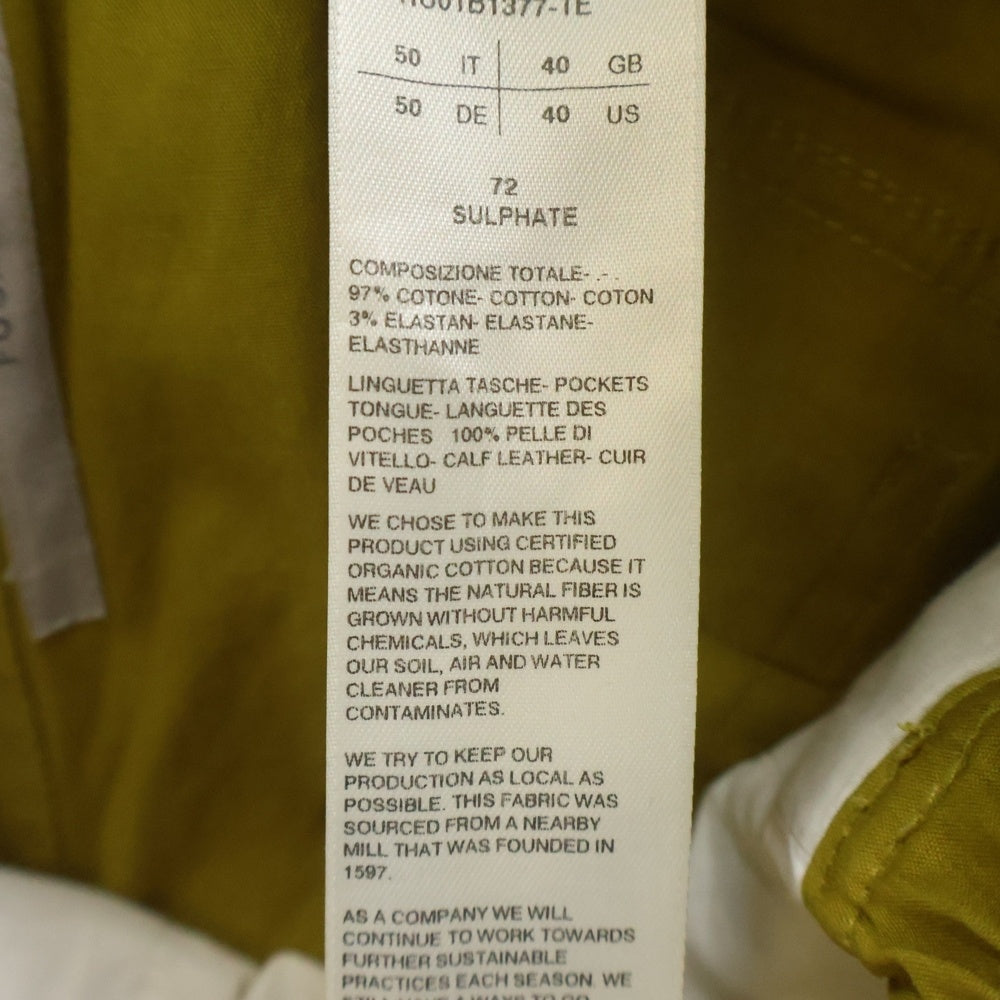 50 IT 40 GB
50 DE 40 US
72
SULPHATE
COMPOSIZIONE TOTALE- .- .
97% COTONE- COTTON- COTON
3% ELASTAN- ELASTANE-
ELASTHANNE
LINGUETTA TASCHE- POCKETS
TONGUE- LANGUETTE DES
POCHES 100% PELLE DI
VITELLO- CALF LEATHER- CUIR
DE VEAU
WE CHOSE TO MAKE THIS
PRODUCT USING CERTIFIED
ORGANIC COTTON BECAUSE IT
MEANS THE NATURAL FIBER IS
GROWN WITHOUT HARMFUL
CHEMICALS, WHICH LEAVES
OUR SOIL, AIR AND WATER
CLEANER FROM
CONTAMINATES.
WE TRY TO KEEP OUR
PRODUCTION AS LOCAL AS
POSSIBLE. THIS FABRIC WAS
SOURCED FROM A NEARBY
MILL THAT WAS FOUNDED IN
1597.
AS A COMPANY WE WILL
CONTINUE TO WORK TOWARDS
FURTHER SUSTAINABLE
PRACTICES EACH SEASON. WE